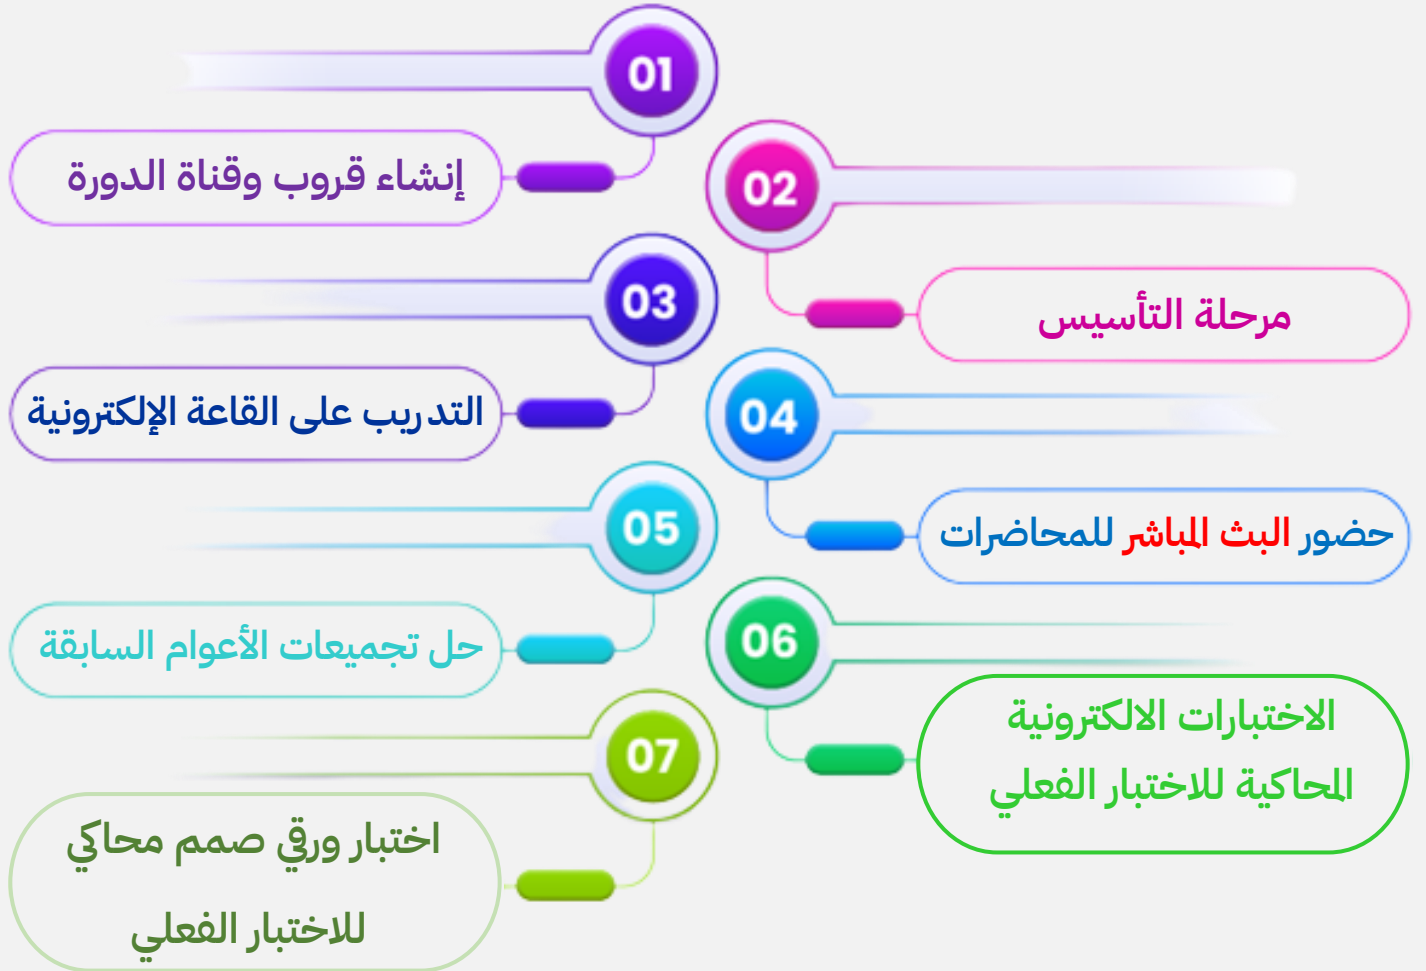 01
إنشاء قروب وقناة الدورة
02
مرحلة التأسيس
03
التدريب على القاعة الإلكترونية
04
حضور البث المباشر للمحاضرات
05
حل تجميعات الأعوام السابقة
06
الاختبارات الالكترونية
المحاكية للاختبار الفعلي
07
اختبار ورقي صمم محاكي
للاختبار الفعلي